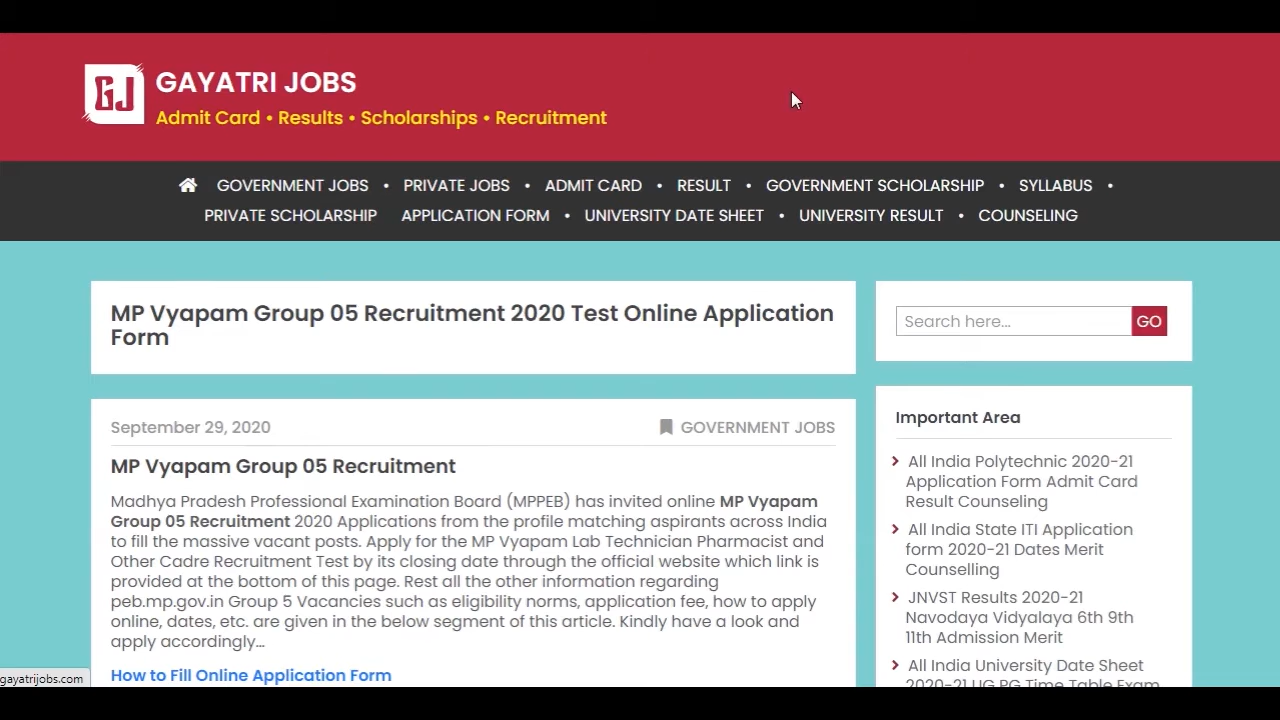 GJ
GAYATRI JOBS
Admit Card • Results • Scholarships • Recruitment
GOVERNMENT JOBS • PRIVATE JOBS • ADMIT CARD • RESULT • GOVERNMENT SCHOLARSHIP • SYLLABUS •
PRIVATE SCHOLARSHIP APPLICATION FORM • UNIVERSITY DATE SHEET • UNIVERSITY RESULT • COUNSELING
MP Vyapam Group 05 Recruitment 2020 Test Online Application
Form
September 29, 2020 GOVERNMENT JOBS
MP Vyapam Group 05 Recruitment
Madhya Pradesh Professional Examination Board (MPPEB) has invited online MP Vyapam
Group 05 Recruitment 2020 Applications from the profile matching aspirants across India
to fill the massive vacant posts. Apply for the MP Vyapam Lab Technician Pharmacist and
Other Cadre Recruitment Test by its closing date through the official website which link is
provided at the bottom of this page. Rest all the other information regarding
peb.mp.gov.in Group 5 Vacancies such as eligibility norms, application fee, how to apply
online, dates, etc. are given in the below segment of this article. Kindly have a look and
apply accordingly…
How to Fill Online Application Form
Search here... GO
Important Area
All India Polytechnic 2020-21
Application Form Admit Card
Result Counseling
All India State ITI Application
form 2020-21 Dates Merit
Counselling
JNVST Results 2020-21
Navodaya Vidyalaya 6th 9th
11th Admission Merit
All India University Date Sheet
2020-21 UG PG Time Table Exam
gayatrijobs.com